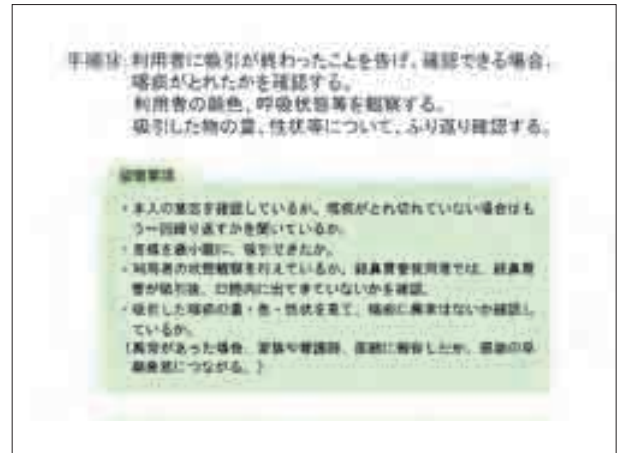 手順⑭ 利用者に吸引が終わったことを告げ、確認できる場合、
喀痰がとれたかを確認する。
利用者の顔色、呼吸状態等を観察する。
吸引した物の量、性状等について、ふり返り確認する。
留意事項
・本人の意志を確認しているか。喀痰がとれ切れていない場合はも
う一回繰り返すかを聞いているか。
・苦痛を最小限に、吸引できたか。
・利用者の状態観察を行えているか。経鼻胃管使用者では、経鼻胃
管が吸引後、口腔内に出てきていないかを確認。
・吸引した喀痰の量・色・性状を見て、喀痰に異常はないか確認し
ているか。
(異常があった場合、家族や看護師、医師に報告したか。感染の早
期発見につながる。)